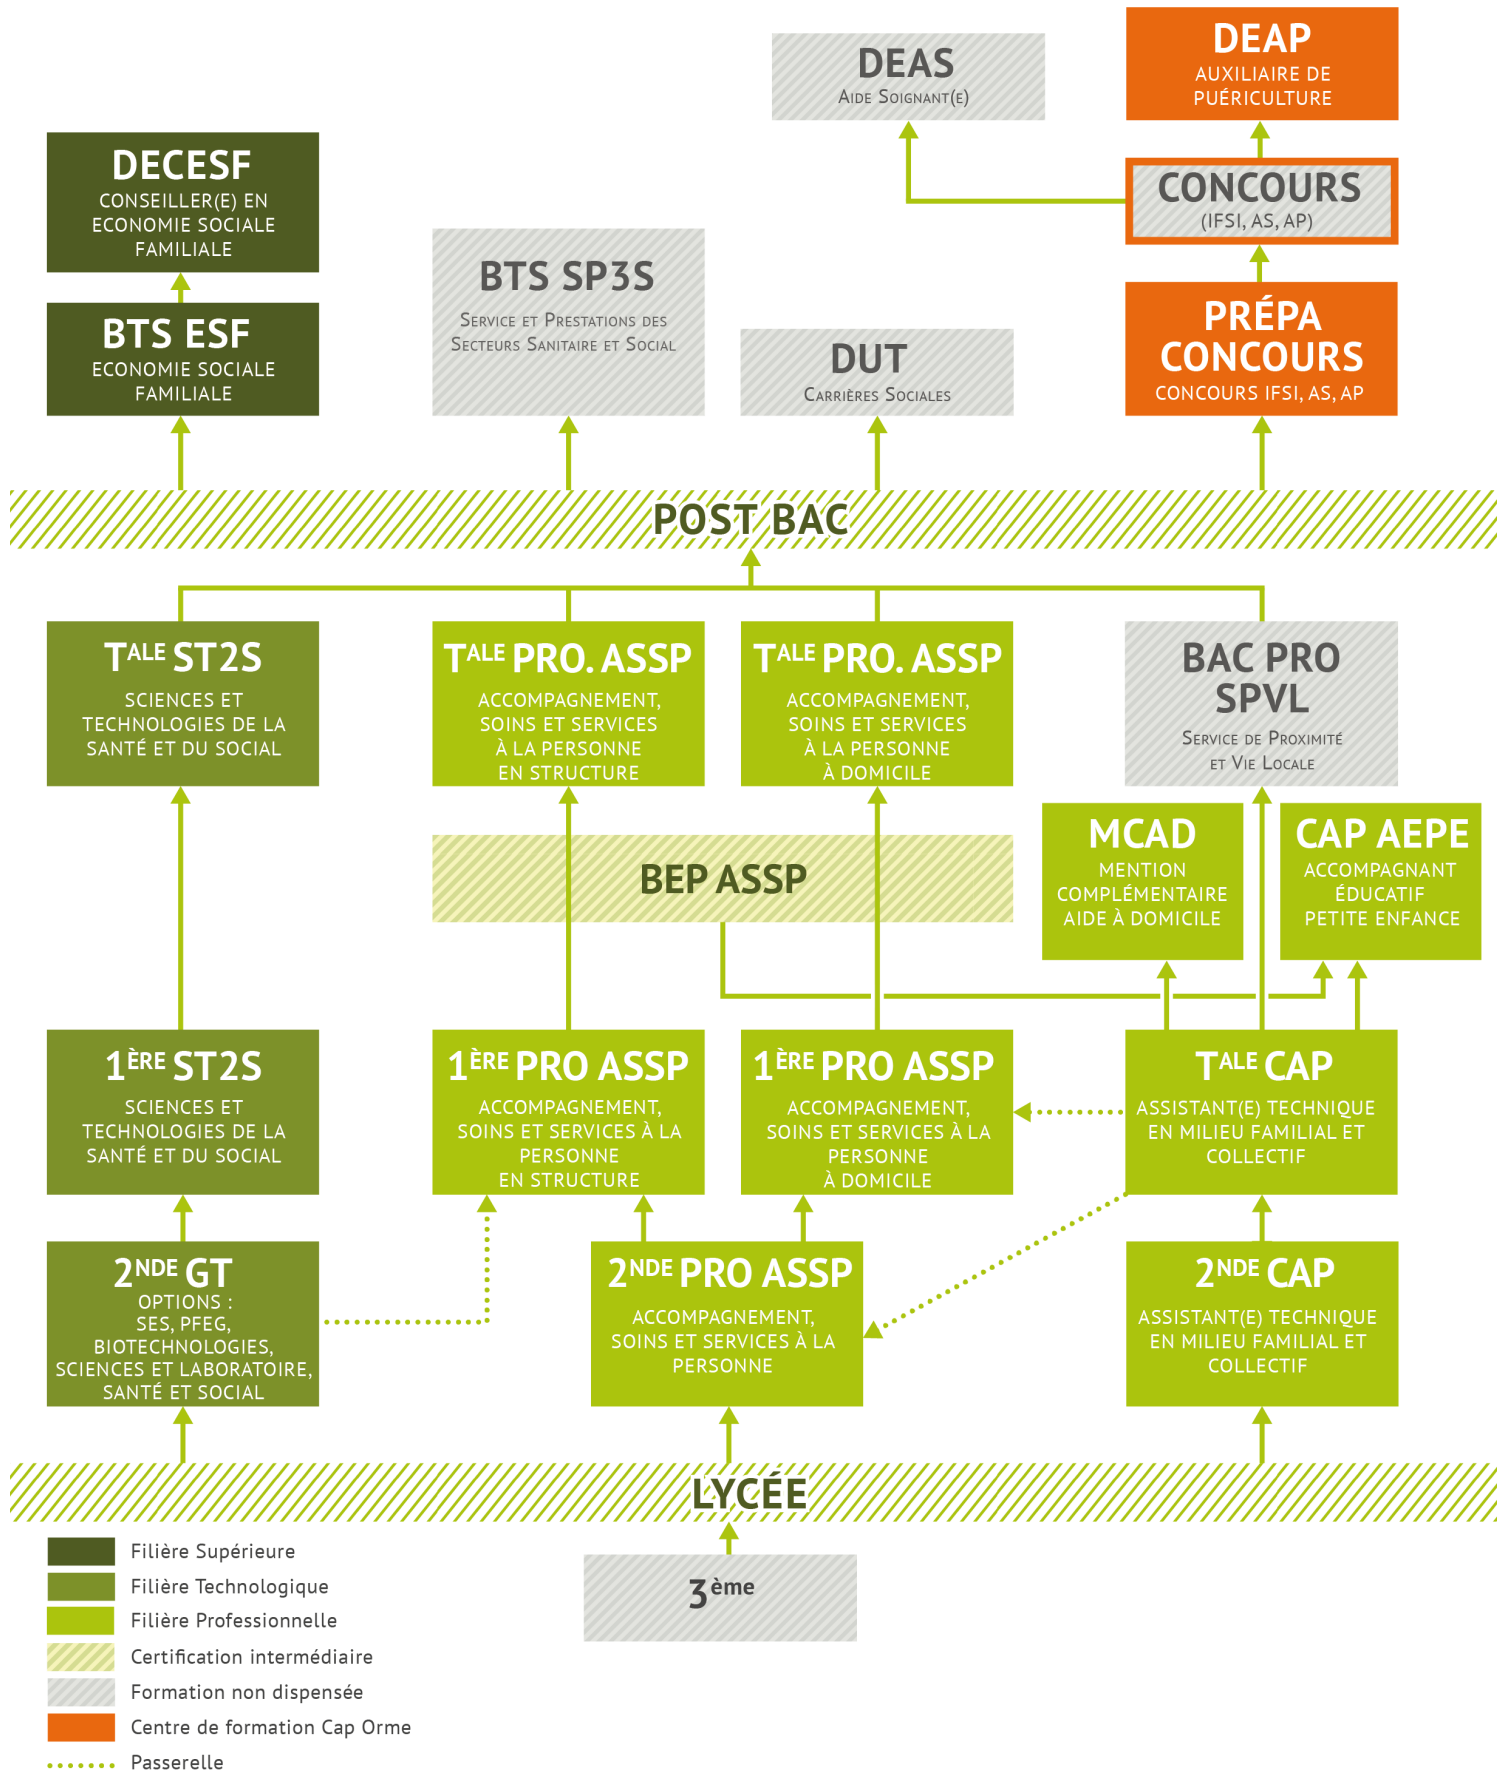 DEAS
Aide Soignant(e)
DEAP
AUXILIAIRE DE
PUÉRICULTURE
DECESF
CONSEILLER(E) EN
ECONOMIE SOCIALE
FAMILIALE
CONCOURS
(IFSI, AS, AP)
BTS SP3S
Service et Prestations des
Secteurs Sanitaire et Social
BTS ESF
ECONOMIE SOCIALE
FAMILIALE
DUT
Carrières Sociales
PRÉPA
CONCOURS
CONCOURS IFSI, AS, AP
POST BAC
TALE ST2S
SCIENCES ET
TECHNOLOGIES DE LA
SANTÉ ET DU SOCIAL
TALE PRO. ASSP
ACCOMPAGNEMENT,
SOINS ET SERVICES
À LA PERSONNE
EN STRUCTURE
TALE PRO. ASSP
ACCOMPAGNEMENT,
SOINS ET SERVICES
À LA PERSONNE
À DOMICILE
BAC PRO
SPVL
Service de Proximité
et Vie Locale
BEP ASSP
MCAD
MENTION
COMPLÉMENTAIRE
AIDE À DOMICILE
CAP AEPE
ACCOMPAGNANT
ÉDUCATIF
PETITE ENFANCE
1ÈRE ST2S
SCIENCES ET
TECHNOLOGIES DE LA
SANTÉ ET DU SOCIAL
1ÈRE PRO ASSP
ACCOMPAGNEMENT,
SOINS ET SERVICES À LA
PERSONNE
EN STRUCTURE
1ÈRE PRO ASSP
ACCOMPAGNEMENT,
SOINS ET SERVICES À LA
PERSONNE
À DOMICILE
TALE CAP
ASSISTANT(E) TECHNIQUE
EN MILIEU FAMILIAL ET
COLLECTIF
2NDE GT
OPTIONS :
SES, PFEG,
BIOTECHNOLOGIES,
SCIENCES ET LABORATOIRE,
SANTÉ ET SOCIAL
2NDE PRO ASSP
ACCOMPAGNEMENT,
SOINS ET SERVICES À LA
PERSONNE
2NDE CAP
ASSISTANT(E) TECHNIQUE
EN MILIEU FAMILIAL ET
COLLECTIF
LYCÉE
3ème
Filière Supérieure
Filière Technologique
Filière Professionnelle
Certification intermédiaire
Formation non dispensée
Centre de formation Cap Orme
Passerelle